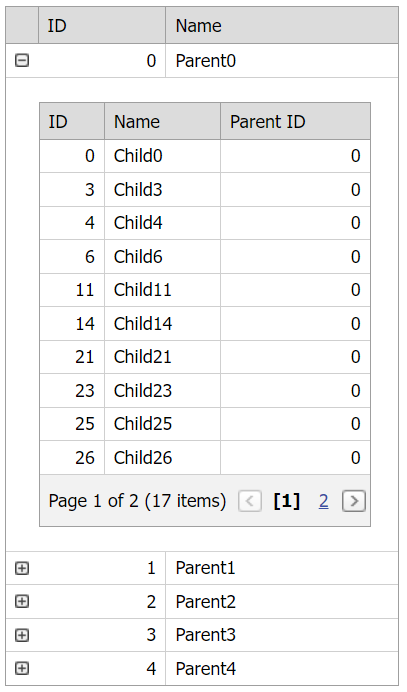 ID Name
0 Parent0
ID Name Parent ID
0 Child0 0
3 Child3 0
4 Child4 0
6 Child6 0
11 Child11 0
14 Child14 0
21 Child21 0
23 Child23 0
25 Child25 0
26 Child26 0
Page 1 of 2 (17 items) < [1] 2 >
1 Parent1
2 Parent2
3 Parent3
4 Parent4